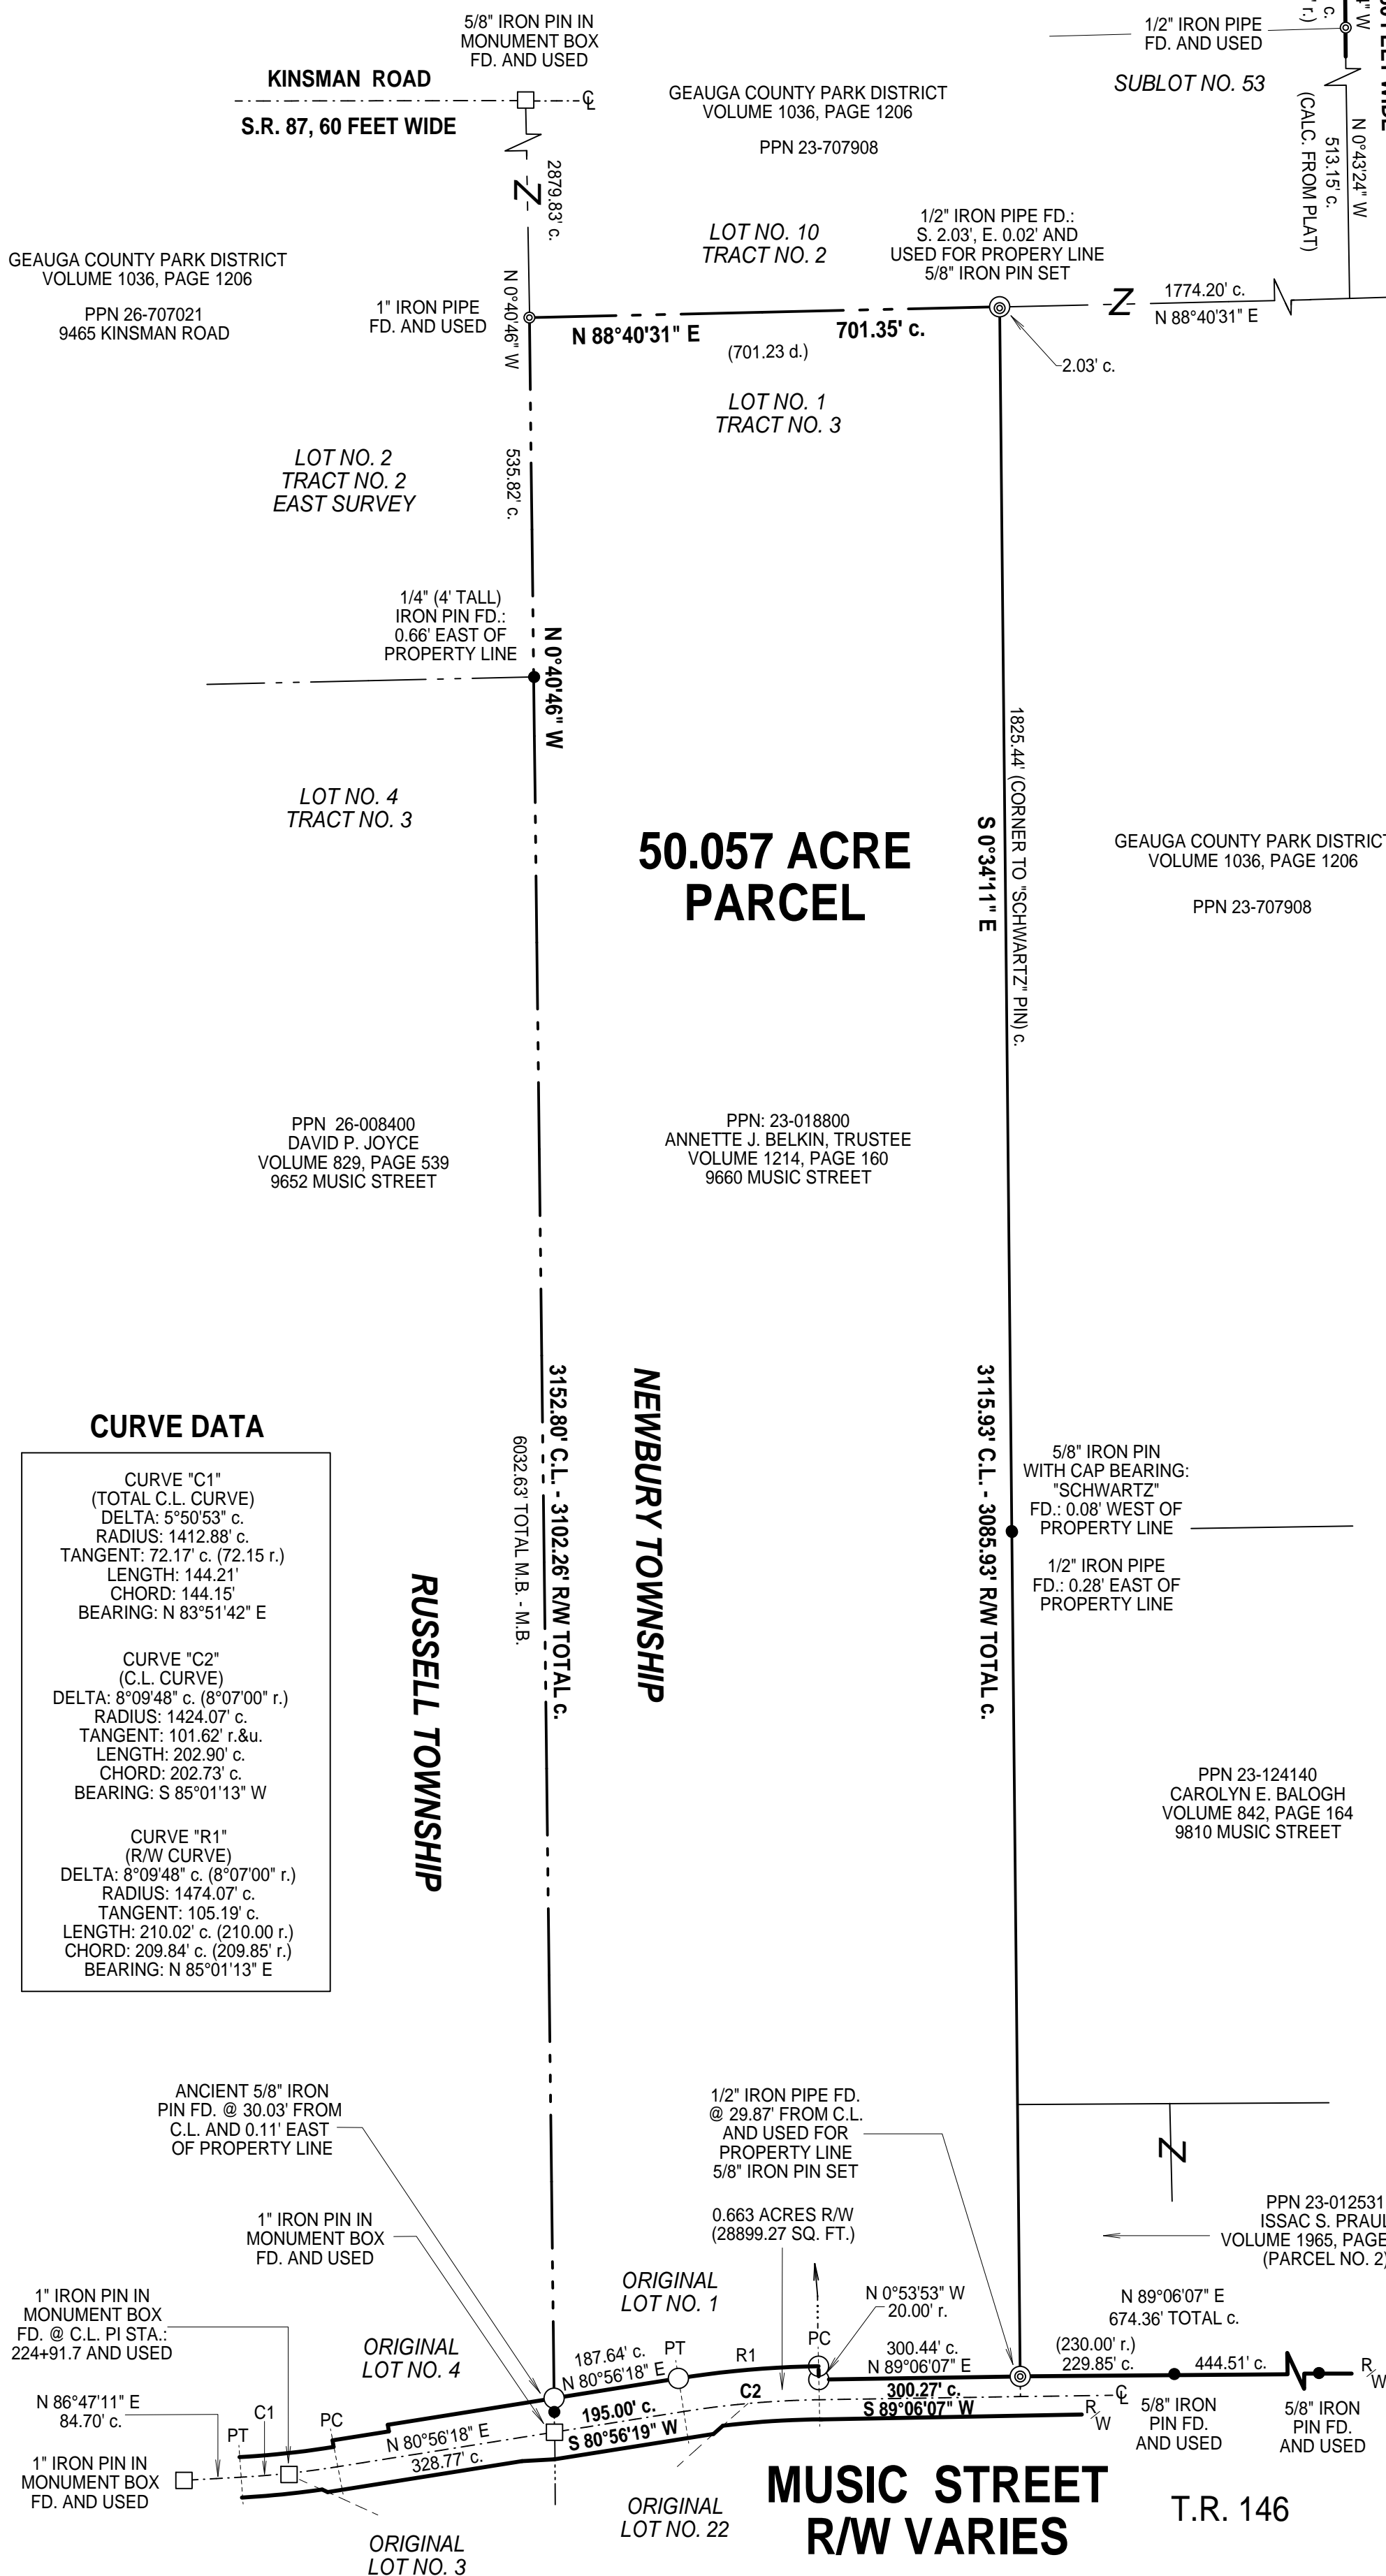 5/8" IRON PIN IN
MONUMENT BOX
FD. AND USED
KINSMAN ROAD
S.R. 87, 60 FEET WIDE
GEAUGA COUNTY PARK DISTRICT
VOLUME 1036, PAGE 1206
PPN 23-707908
1/2" IRON PIPE
FD. AND USED
SUBLOT NO. 53
N 0°43'24" W
513.15' c.
(CALC. FROM PLAT)
2879.83' c.
N 0°40'46" W
GEAUGA COUNTY PARK DISTRICT
VOLUME 1036, PAGE 1206
PPN 26-707021
9465 KINSMAN ROAD
1" IRON PIPE
FD. AND USED
LOT NO. 10
TRACT NO. 2
1/2" IRON PIPE FD.:
S. 2.03', E. 0.02' AND
USED FOR PROPERY LINE
5/8" IRON PIN SET
N 88°40'31" E 701.35' c.
(701.23 d.)
1774.20' c.
N 88°40'31" E
2.03' c.
LOT NO. 1
TRACT NO. 3
LOT NO. 2
TRACT NO. 2
EAST SURVEY
535.82' c.
1/4" (4' TALL)
IRON PIN FD.:
0.66' EAST OF
PROPERTY LINE
N 0°40'46" W
LOT NO. 4
TRACT NO. 3
50.057 ACRE
PARCEL
S 0°34'11" E
1825.44' (CORNER TO "SCHWARTZ" PIN) c.
GEAUGA COUNTY PARK DISTRICT
VOLUME 1036, PAGE 1206
PPN 23-707908
PPN 26-008400
DAVID P. JOYCE
VOLUME 829, PAGE 539
9652 MUSIC STREET
PPN: 23-018800
ANNETTE J. BELKIN, TRUSTEE
VOLUME 1214, PAGE 160
9660 MUSIC STREET
3152.80' C.L. - 3102.26' R/W TOTAL c.
6032.63' TOTAL M.B. - M.B.
NEWBURY TOWNSHIP
RUSSELL TOWNSHIP
3115.93' C.L. - 3085.93' R/W TOTAL c.
5/8" IRON PIN
WITH CAP BEARING:
"SCHWARTZ"
FD.: 0.08' WEST OF
PROPERTY LINE
1/2" IRON PIPE
FD.: 0.28' EAST OF
PROPERTY LINE
CURVE DATA
CURVE "C1"
(TOTAL C.L. CURVE)
DELTA: 5°50'53" c.
RADIUS: 1412.88' c.
TANGENT: 72.17' c. (72.15 r.)
LENGTH: 144.21'
CHORD: 144.15'
BEARING: N 83°51'42" E
CURVE "C2"
(C.L. CURVE)
DELTA: 8°09'48" c. (8°07'00" r.)
RADIUS: 1424.07' c.
TANGENT: 101.62' r.&u.
LENGTH: 202.90' c.
CHORD: 202.73' c.
BEARING: S 85°01'13" W
CURVE "R1"
(R/W CURVE)
DELTA: 8°09'48" c. (8°07'00" r.)
RADIUS: 1474.07' c.
TANGENT: 105.19' c.
LENGTH: 210.02' c. (210.00 r.)
CHORD: 209.84' c. (209.85' r.)
BEARING: N 85°01'13" E
PPN 23-124140
CAROLYN E. BALOGH
VOLUME 842, PAGE 164
9810 MUSIC STREET
ANCIENT 5/8" IRON
PIN FD. @ 30.03' FROM
C.L. AND 0.11' EAST
OF PROPERTY LINE
1" IRON PIN IN
MONUMENT BOX
FD. AND USED
1/2" IRON PIPE FD.
@ 29.87' FROM C.L.
AND USED FOR
PROPERTY LINE
5/8" IRON PIN SET
0.663 ACRES R/W
(28899.27 SQ. FT.)
PPN 23-012531
ISSAC S. PRAUL
VOLUME 1965, PAGE
(PARCEL NO. 2)
1" IRON PIN IN
MONUMENT BOX
FD. @ C.L. PI STA.:
224+91.7 AND USED
ORIGINAL
LOT NO. 4
ORIGINAL
LOT NO. 1
N 0°53'53" W
20.00' r.
N 89°06'07" E
674.36' TOTAL c.
187.64' c.
N 80°56'18" E
PT
R1
PC
300.44' c.
N 89°06'07" E
(230.00' r.)
229.85' c.
444.51' c.
R/W
195.00' c.
S 80°56'19" W
C2
300.27' c.
S 89°06'07" W
CL
R/W
5/8" IRON
PIN FD.
AND USED
5/8" IRON
PIN FD.
AND USED
N 86°47'11" E
84.70' c.
PT
C1
PC
N 80°56'18" E
328.77' c.
1" IRON PIN IN
MONUMENT BOX
FD. AND USED
ORIGINAL
LOT NO. 3
ORIGINAL
LOT NO. 22
MUSIC STREET
R/W VARIES
T.R. 146